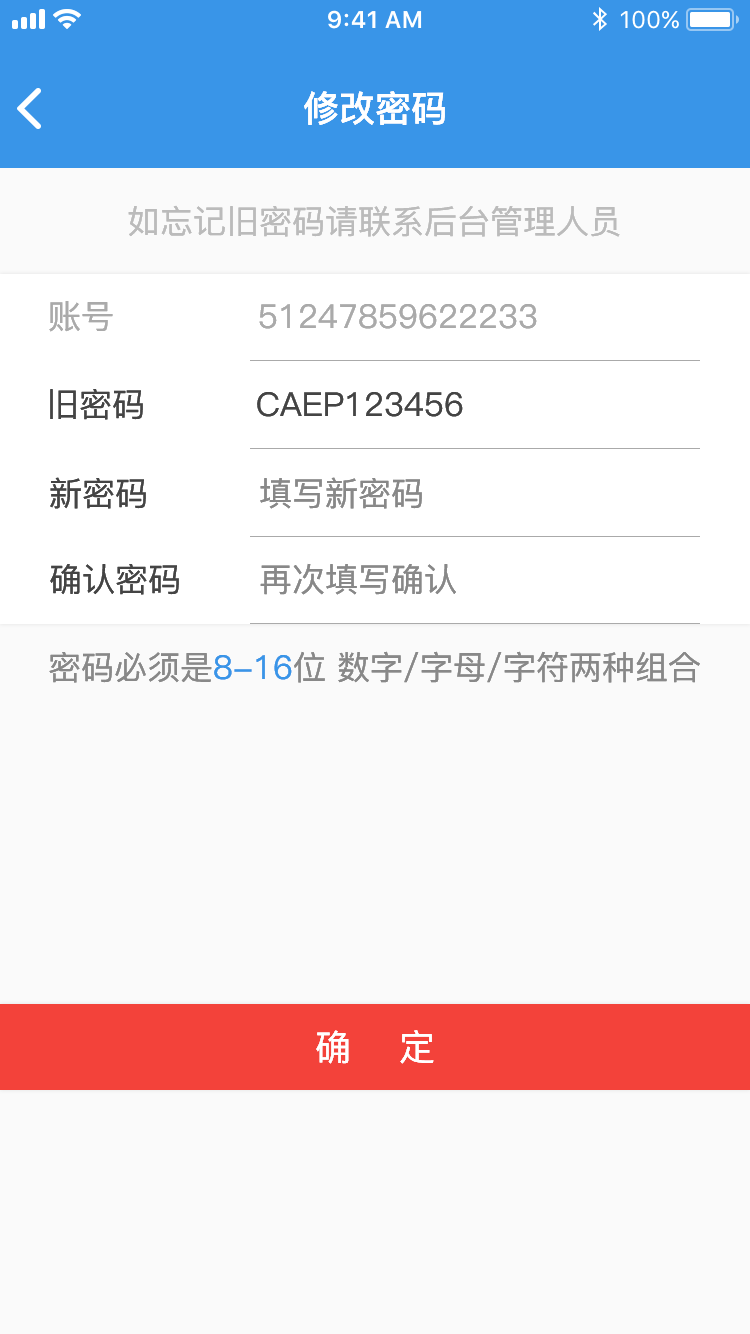 9:41 AM 100%
修改密码
如忘记旧密码请联系后台管理人员
账号 51247859622233
旧密码 CAEP123456
新密码 填写新密码
确认密码 再次填写确认
密码必须是8-16位 数字/字母/字符两种组合
确 定